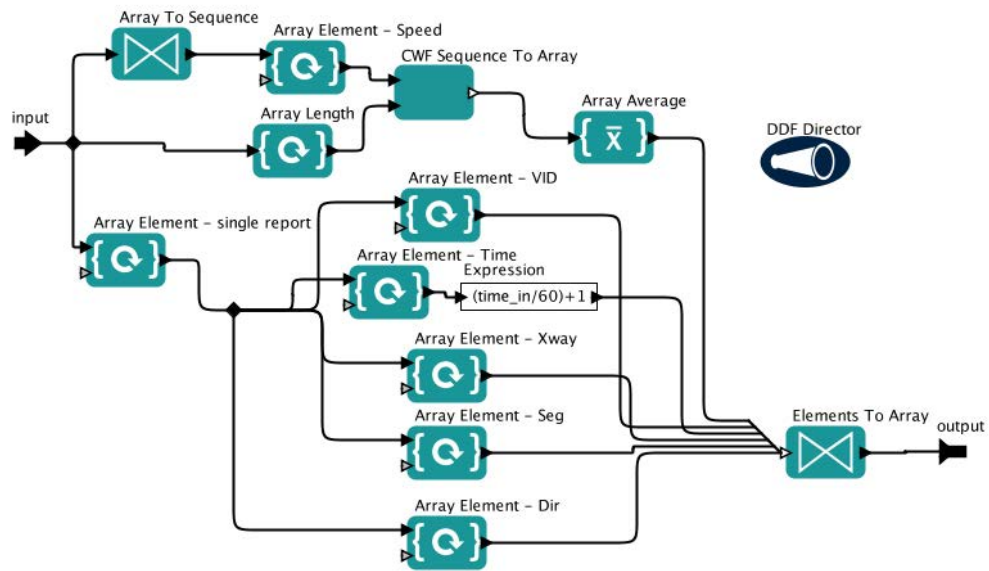 Array To Sequence
Array Element - Speed
CWF Sequence To Array
input
Array Length
Array Average
{ x̄ }
DDF Director
Array Element - VID
Array Element - single report
Array Element - Time
Expression
(time_in/60)+1
Array Element - Xway
Array Element - Seg
Elements To Array
output
Array Element - Dir